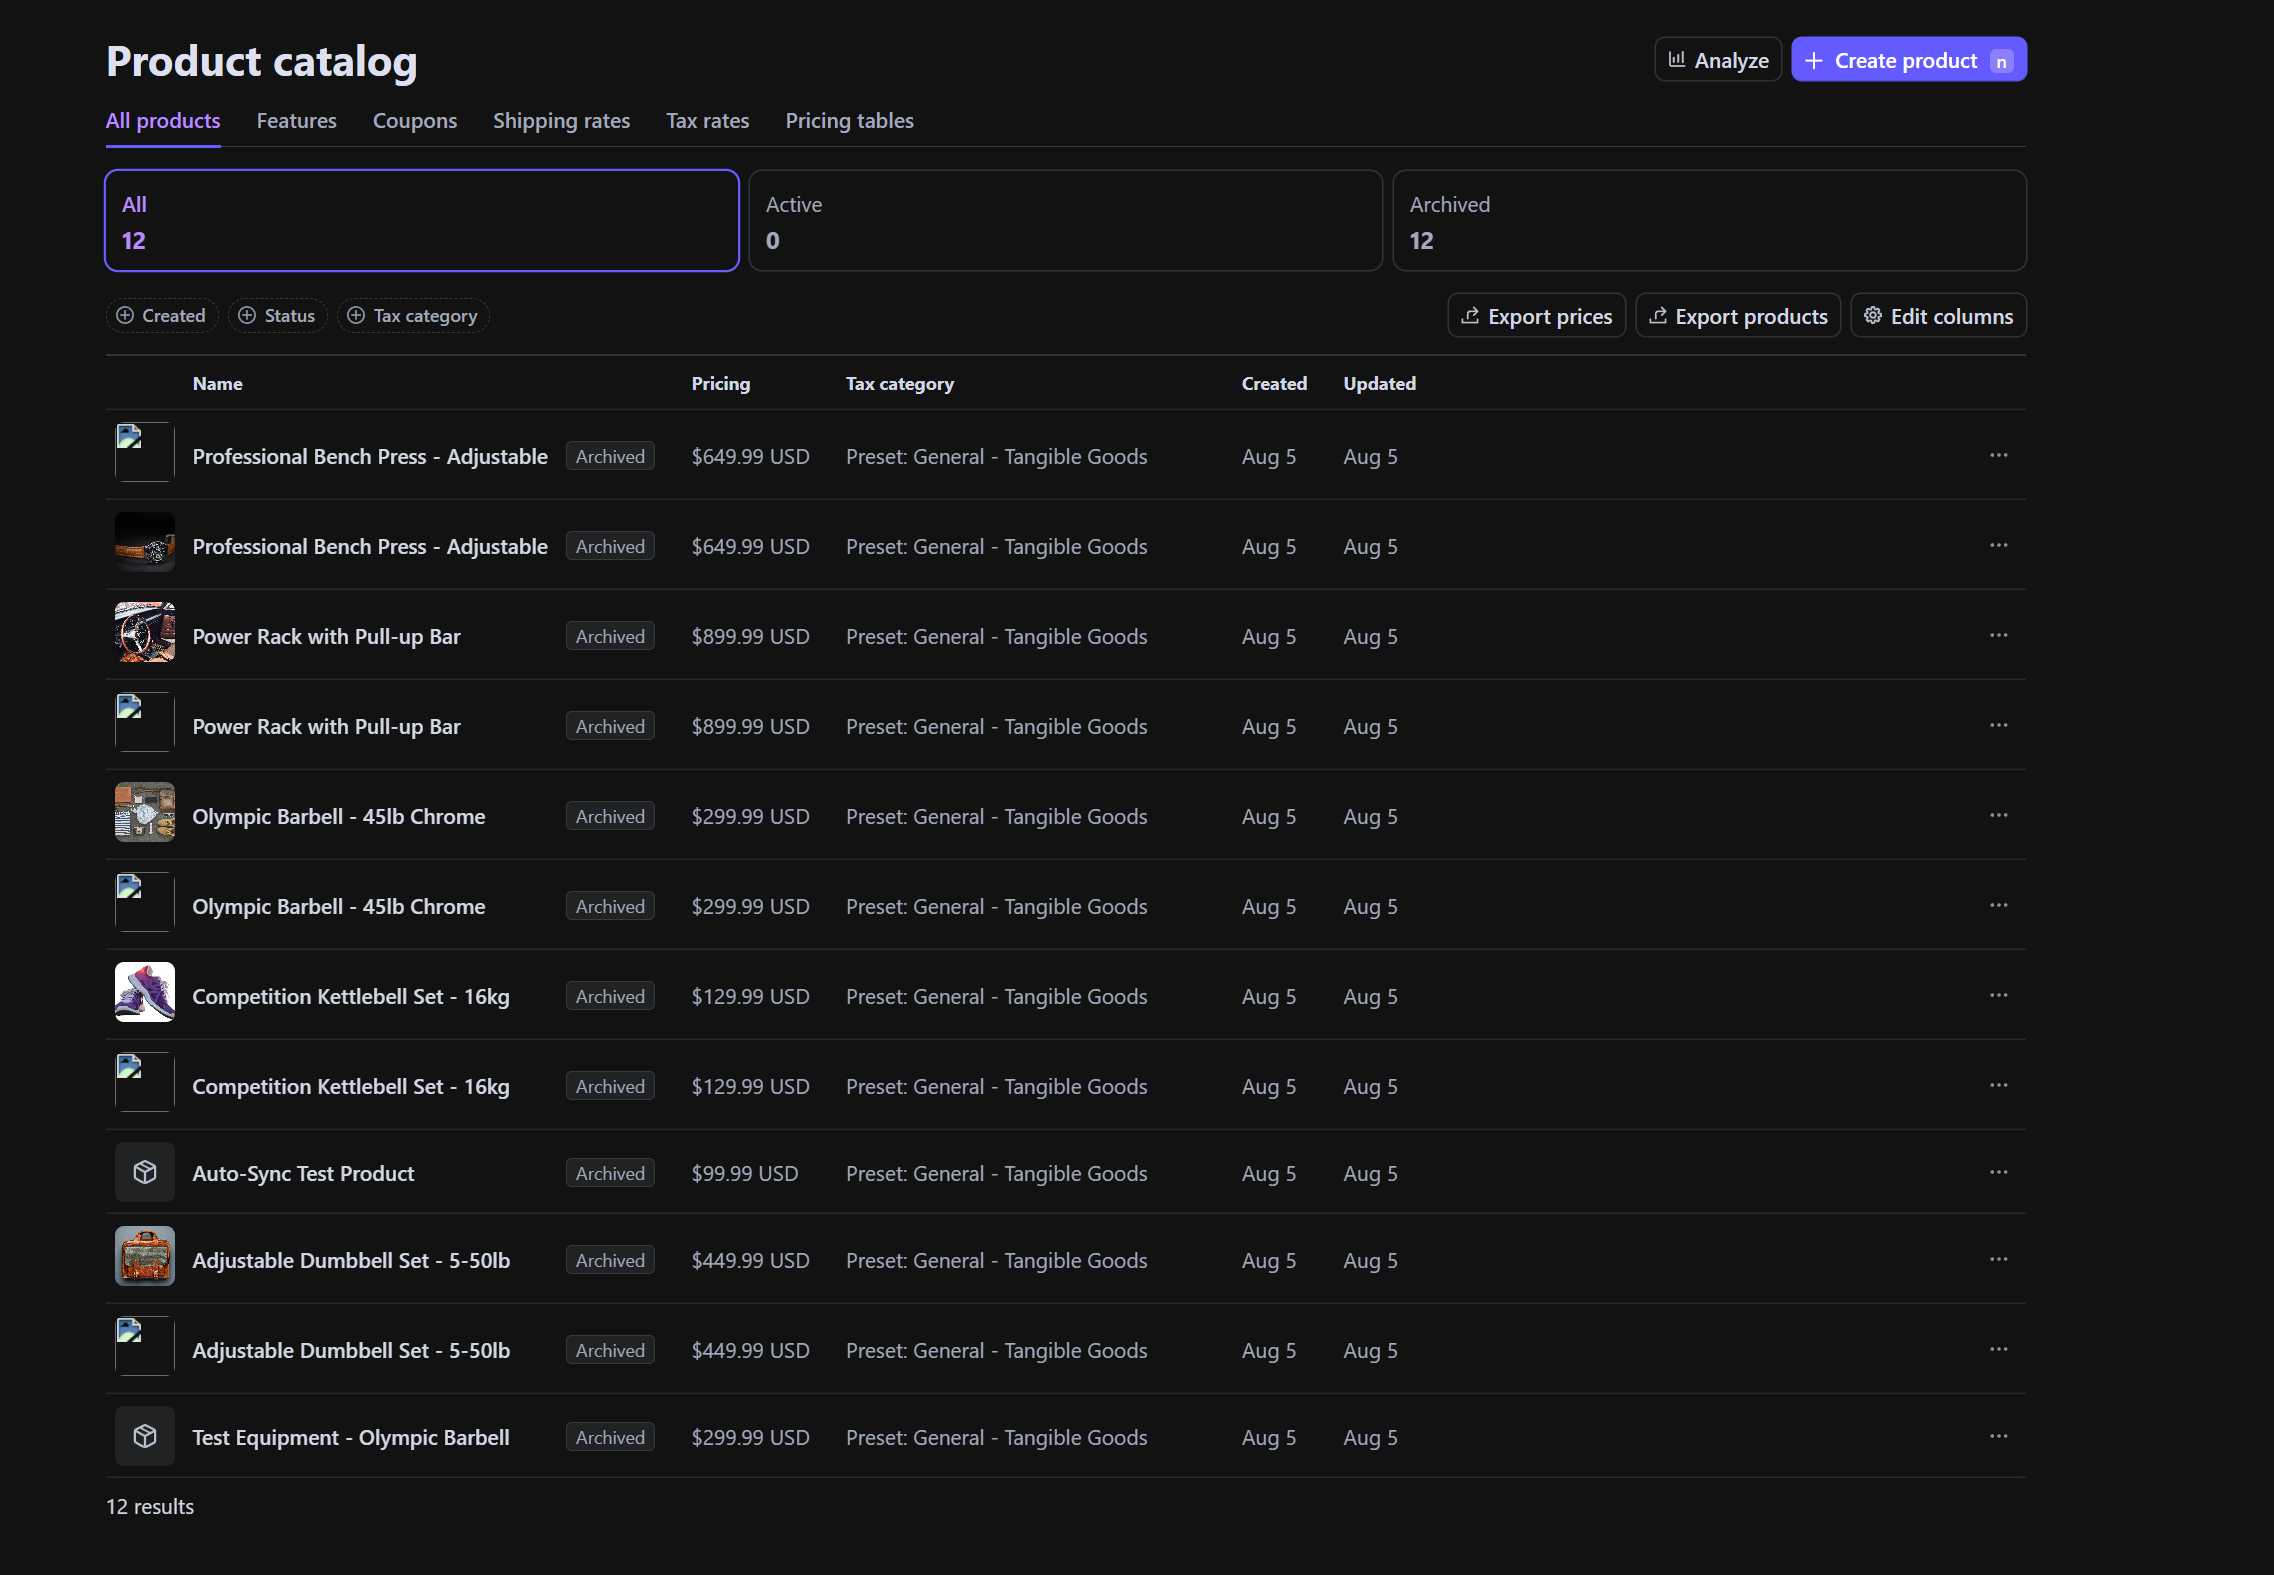 Product catalog
Analyze
Create product n
All products Features Coupons Shipping rates Tax rates Pricing tables
All Active Archived
12 0 12
Created Status Tax category Export prices Export products Edit columns
Name Pricing Tax category Created Updated
Professional Bench Press - Adjustable Archived $649.99 USD Preset: General - Tangible Goods Aug 5 Aug 5
Professional Bench Press - Adjustable Archived $649.99 USD Preset: General - Tangible Goods Aug 5 Aug 5
Power Rack with Pull-up Bar Archived $899.99 USD Preset: General - Tangible Goods Aug 5 Aug 5
Power Rack with Pull-up Bar Archived $899.99 USD Preset: General - Tangible Goods Aug 5 Aug 5
Olympic Barbell - 45lb Chrome Archived $299.99 USD Preset: General - Tangible Goods Aug 5 Aug 5
Olympic Barbell - 45lb Chrome Archived $299.99 USD Preset: General - Tangible Goods Aug 5 Aug 5
Competition Kettlebell Set - 16kg Archived $129.99 USD Preset: General - Tangible Goods Aug 5 Aug 5
Competition Kettlebell Set - 16kg Archived $129.99 USD Preset: General - Tangible Goods Aug 5 Aug 5
Auto-Sync Test Product Archived $99.99 USD Preset: General - Tangible Goods Aug 5 Aug 5
Adjustable Dumbbell Set - 5-50lb Archived $449.99 USD Preset: General - Tangible Goods Aug 5 Aug 5
Adjustable Dumbbell Set - 5-50lb Archived $449.99 USD Preset: General - Tangible Goods Aug 5 Aug 5
Test Equipment - Olympic Barbell Archived $299.99 USD Preset: General - Tangible Goods Aug 5 Aug 5
12 results